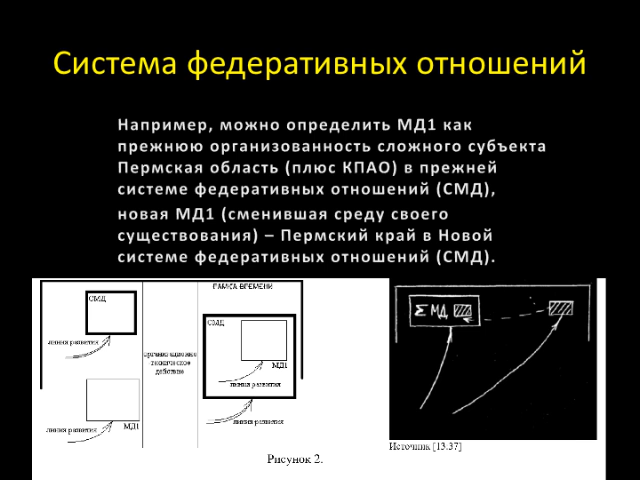 Система федеративных отношений
Например, можно определить МД1 как
прежнюю организованность сложного субъекта
Пермская область (плюс КПАО) в прежней
системе федеративных отношений (СМД),
новая МД1 (сменившая среду своего
существования) – Пермский край в Новой
системе федеративных отношений (СМД).
РАМКА ВРЕМЕНИ
СМД
линия развития
МД1
линия развития
действие
СМД
МД1
линия развития
линия развития
Σ МД
Источник [13.37]
Рисунок 2.